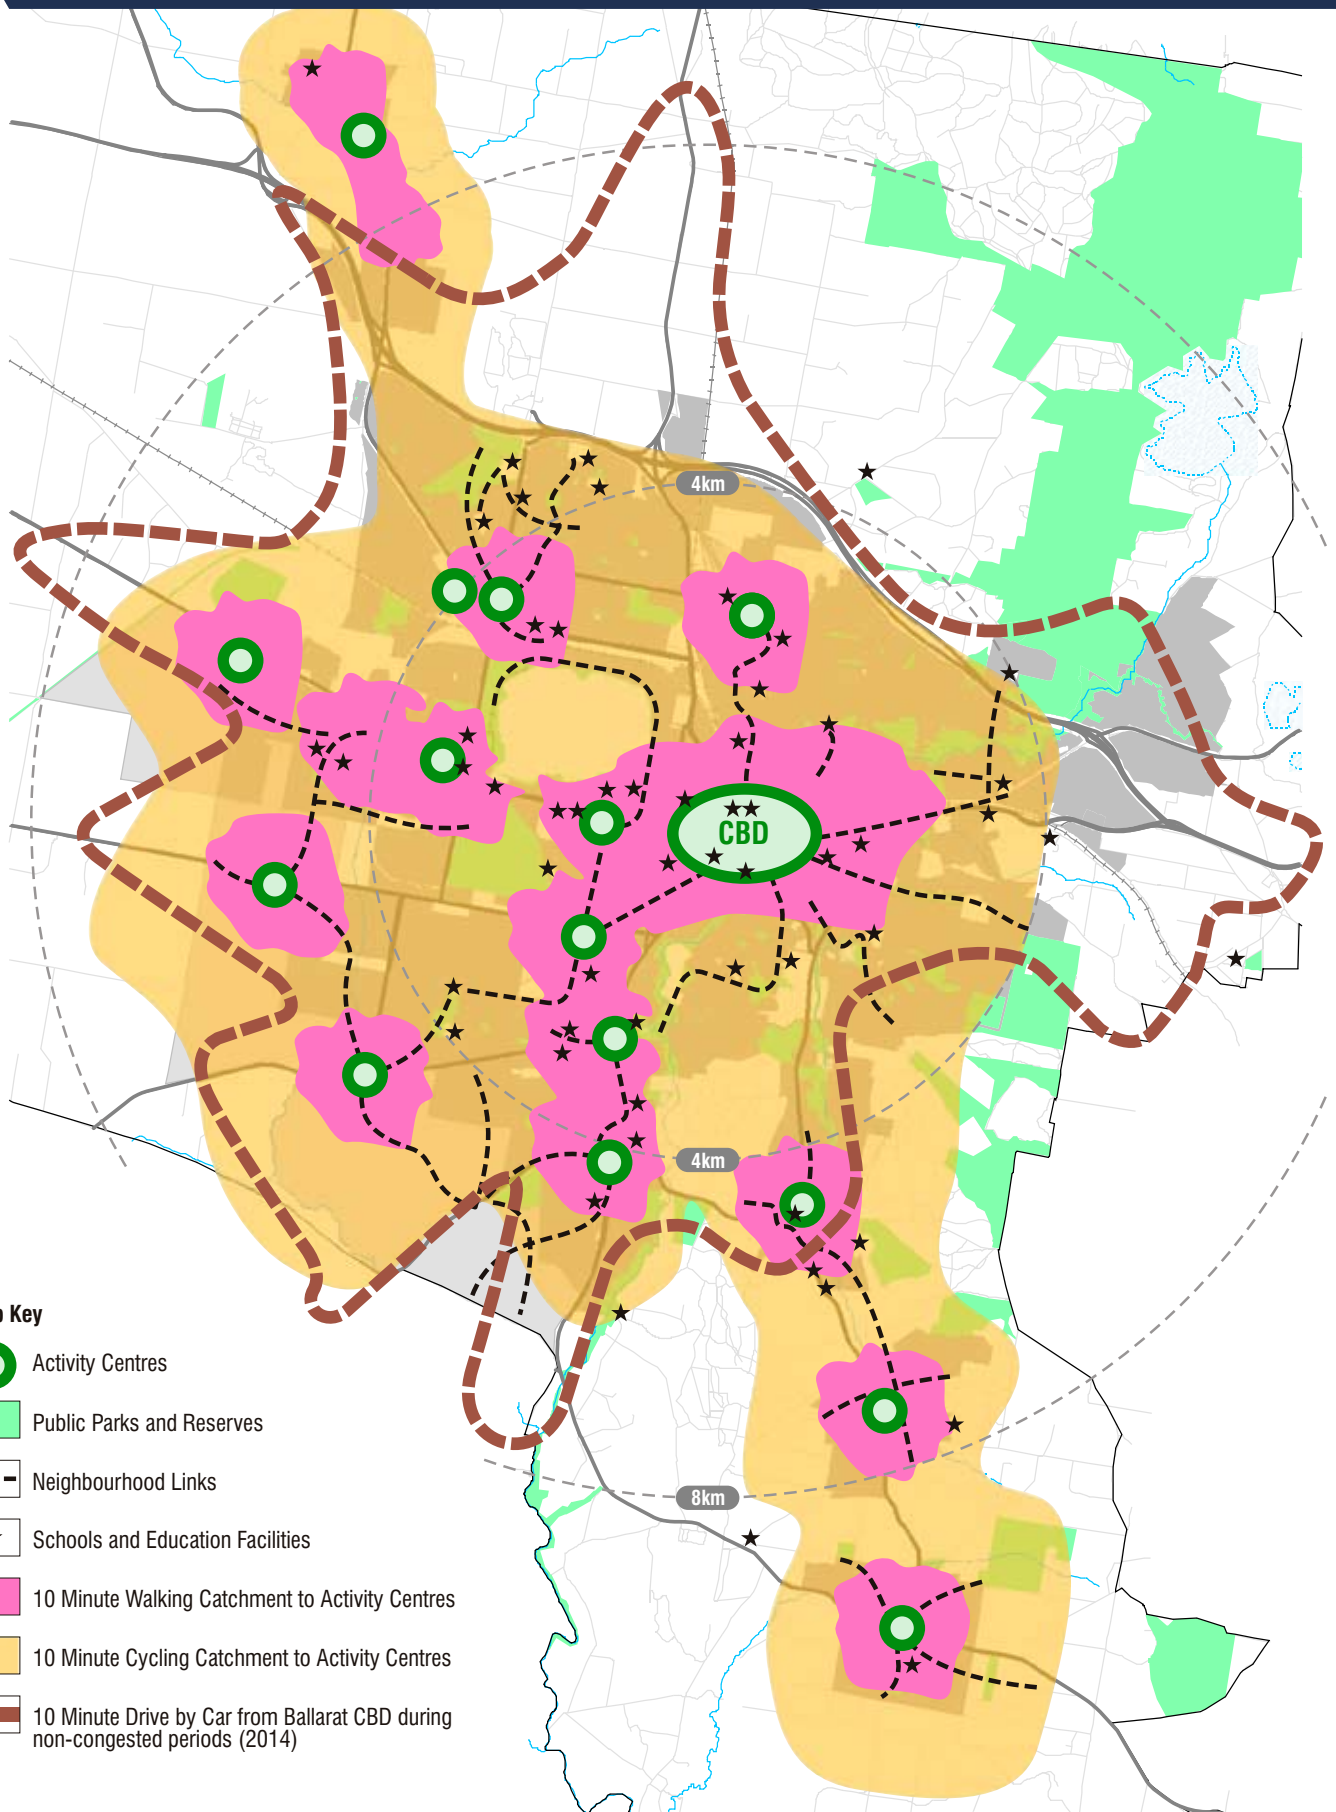 4km
CBD
4km
8km
p Key
Activity Centres
Public Parks and Reserves
Neighbourhood Links
Schools and Education Facilities
10 Minute Walking Catchment to Activity Centres
10 Minute Cycling Catchment to Activity Centres
10 Minute Drive by Car from Ballarat CBD during
non-congested periods (2014)